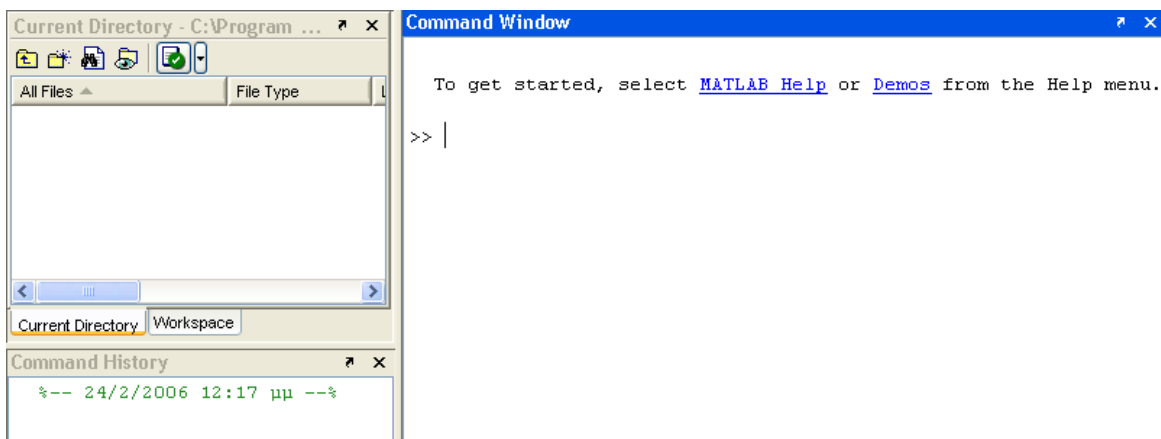 Current Directory - C:\Program ...
All Files File Type L
Current Directory Workspace
Command History
%-- 24/2/2006 12:17 μμ --%
Command Window
To get started, select MATLAB Help or Demos from the Help menu.
>>